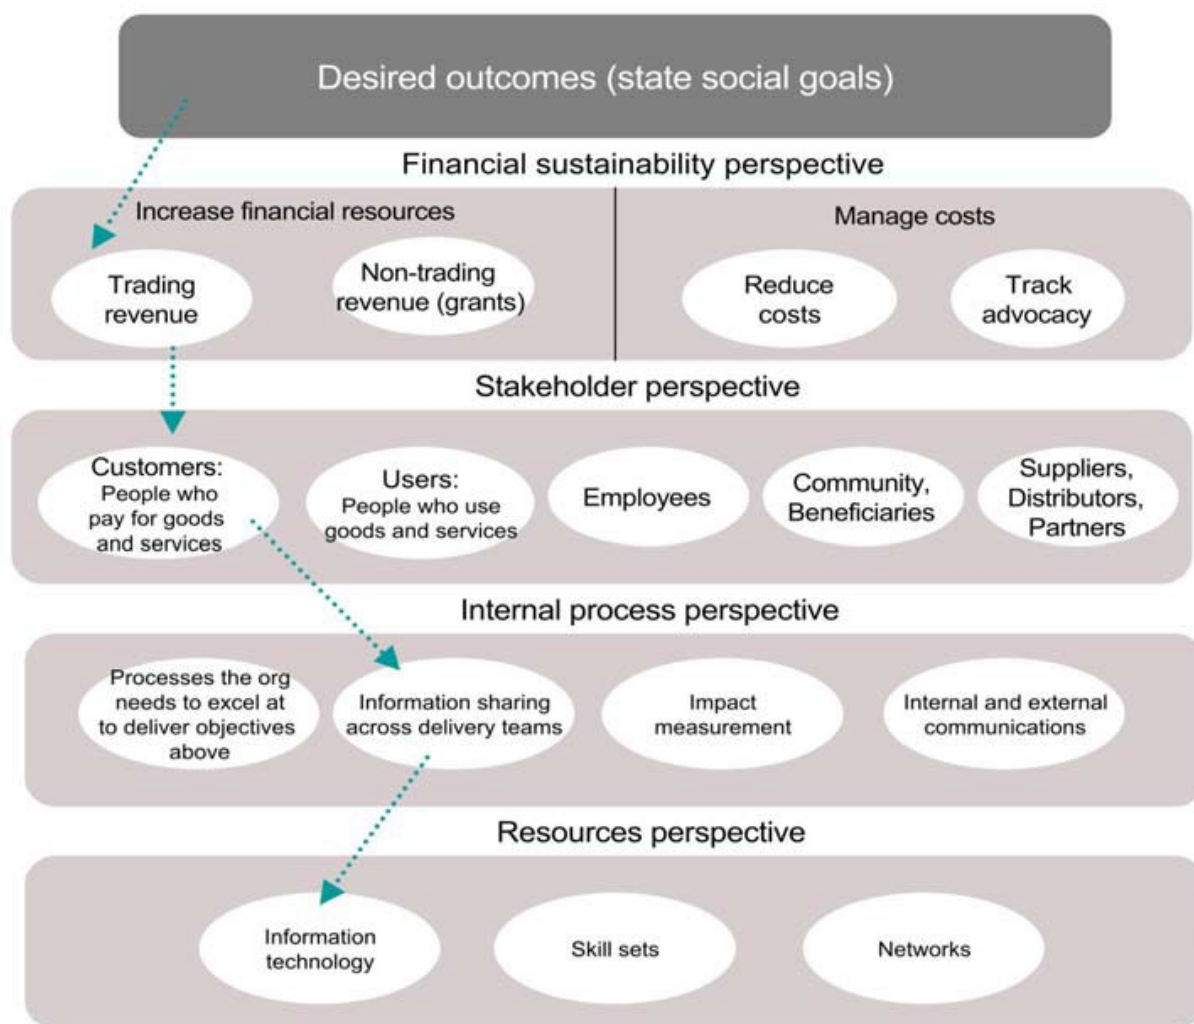 Desired outcomes (state social goals)
Financial sustainability perspective
Increase financial resources
Manage costs
Trading
revenue
Non-trading
revenue (grants)
Reduce
costs
Track
advocacy
Stakeholder perspective
Customers:
People who
pay for goods
and services
Users:
People who use
goods and services
Employees
Community,
Beneficiaries
Suppliers,
Distributors,
Partners
Internal process perspective
Processes the org
needs to excel at
to deliver objectives
above
Information sharing
across delivery teams
Impact
measurement
Internal and external
communications
Resources perspective
Information
technology
Skill sets
Networks